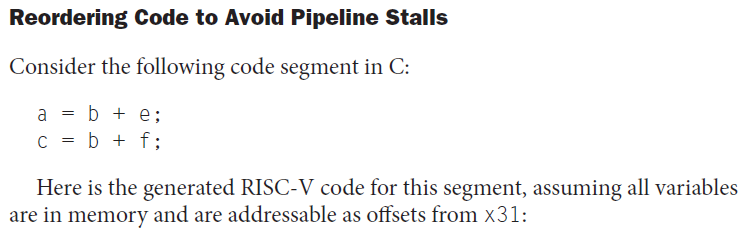 Reordering Code to Avoid Pipeline Stalls
Consider the following code segment in C:
a = b + e;
c = b + f;
Here is the generated RISC-V code for this segment, assuming all variables
are in memory and are addressable as offsets from x31: